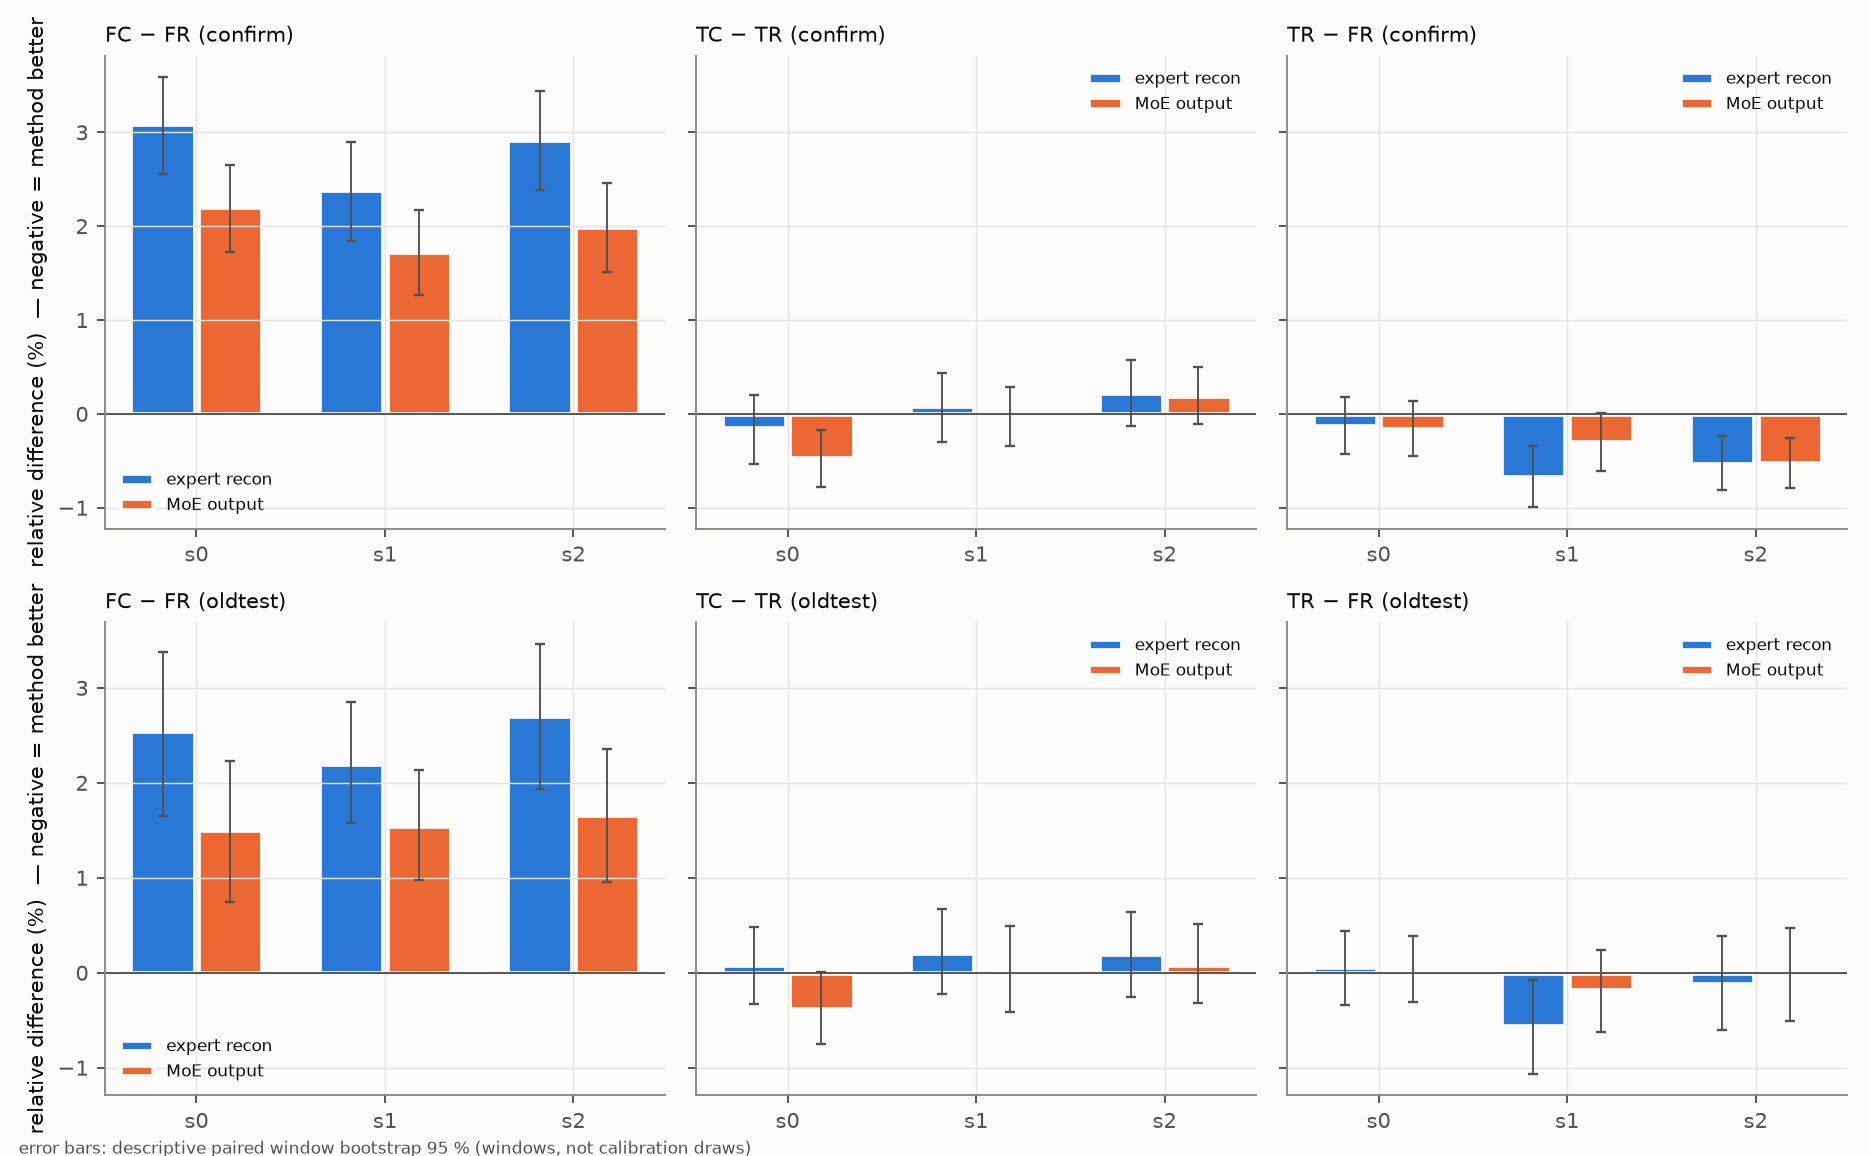 FC − FR (confirm)
TC − TR (confirm)
TR − FR (confirm)
relative difference (%) — negative = method better
3
2
1
0
−1
expert recon
MoE output
expert recon
MoE output
expert recon
MoE output
s0
s1
s2
s0
s1
s2
s0
s1
s2
FC − FR (oldtest)
TC − TR (oldtest)
TR − FR (oldtest)
relative difference (%) — negative = method better
3
2
1
0
−1
expert recon
MoE output
expert recon
MoE output
expert recon
MoE output
s0
s1
s2
s0
s1
s2
s0
s1
s2
error bars: descriptive paired window bootstrap 95 % (windows, not calibration draws)